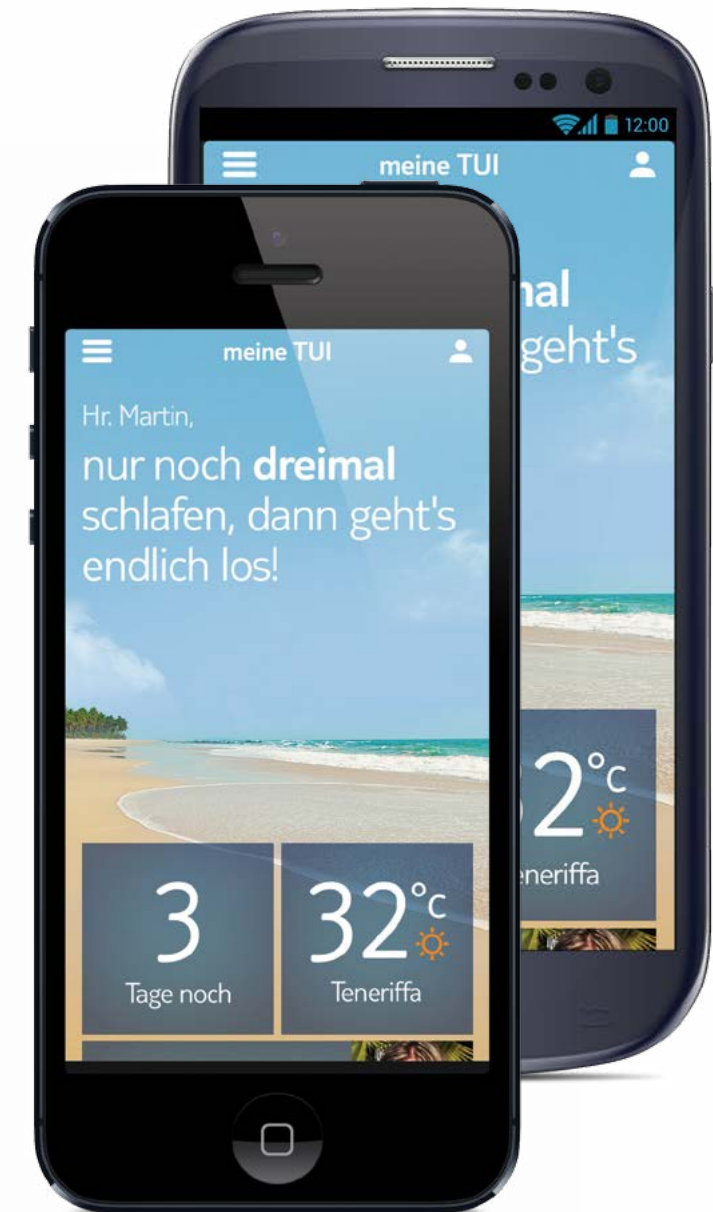 12:00
meine TUI
nal
geht's
2°C
eneriffa
meine TUI
Hr. Martin,
nur noch dreimal
schlafen, dann geht's
endlich los!
3
Tage noch
32°C
Teneriffa